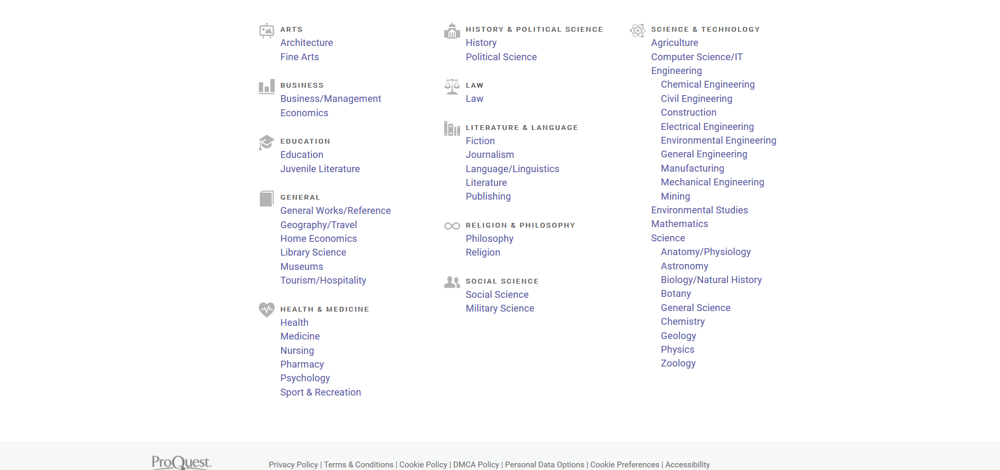 ARTS
Architecture
Fine Arts
BUSINESS
Business/Management
Economics
EDUCATION
Education
Juvenile Literature
GENERAL
General Works/Reference
Geography/Travel
Home Economics
Library Science
Museums
Tourism/Hospitality
HEALTH & MEDICINE
Health
Medicine
Nursing
Pharmacy
Psychology
Sport & Recreation
HISTORY & POLITICAL SCIENCE
History
Political Science
LAW
Law
LITERATURE & LANGUAGE
Fiction
Journalism
Language/Linguistics
Literature
Publishing
RELIGION & PHILOSOPHY
Philosophy
Religion
SOCIAL SCIENCE
Social Science
Military Science
SCIENCE & TECHNOLOGY
Agriculture
Computer Science/IT
Engineering
Chemical Engineering
Civil Engineering
Construction
Electrical Engineering
Environmental Engineering
General Engineering
Manufacturing
Mechanical Engineering
Mining
Environmental Studies
Mathematics
Science
Anatomy/Physiology
Astronomy
Biology/Natural History
Botany
General Science
Chemistry
Geology
Physics
Zoology
ProQuest
Privacy Policy | Terms & Conditions | Cookie Policy | DMCA Policy | Personal Data Options | Cookie Preferences | Accessibility